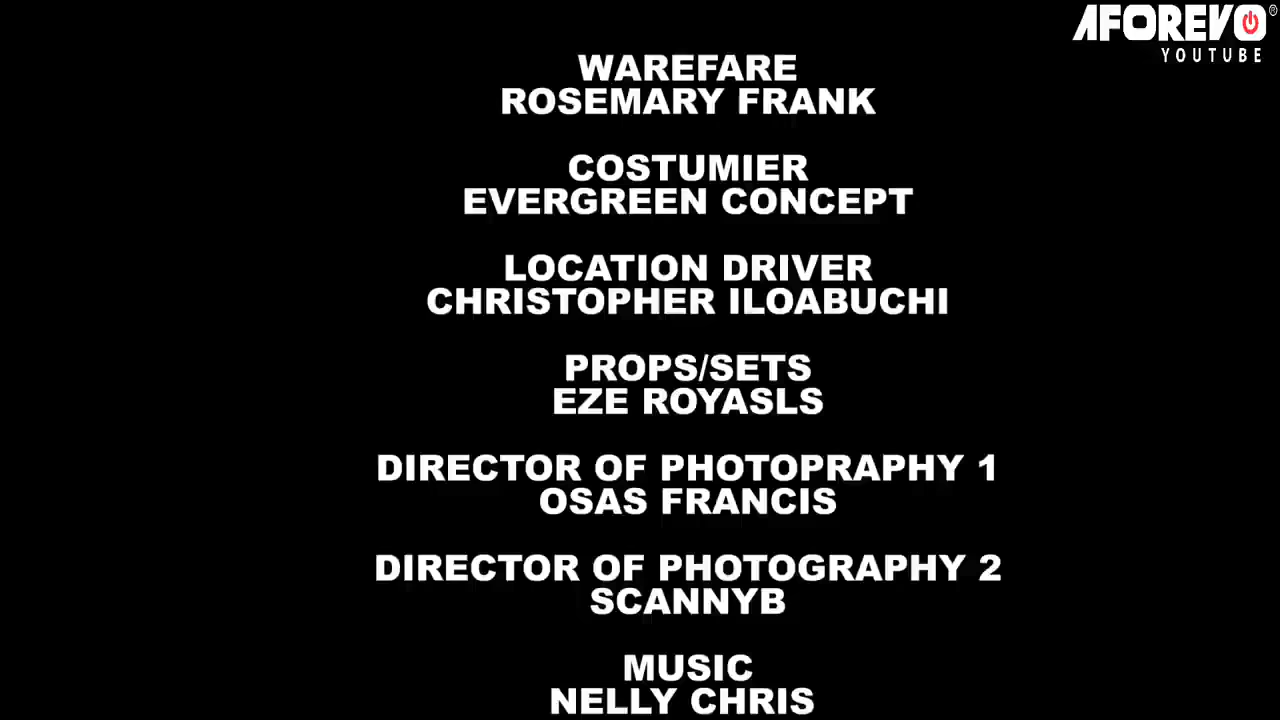 AFOREVO®
YOUTUBE
WAREFARE
ROSEMARY FRANK
COSTUMIER
EVERGREEN CONCEPT
LOCATION DRIVER
CHRISTOPHER ILOABUCHI
PROPS/SETS
EZE ROYASLS
DIRECTOR OF PHOTOPRAPHY 1
OSAS FRANCIS
DIRECTOR OF PHOTOGRAPHY 2
SCANNYB
MUSIC
NELLY CHRIS